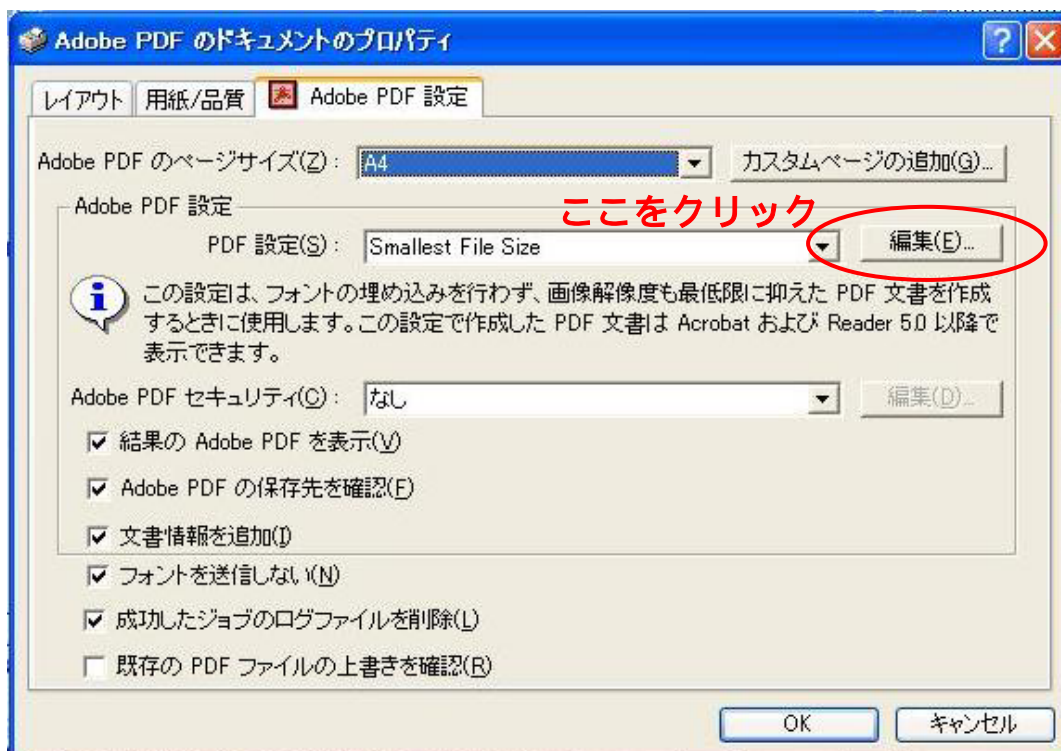 Adobe PDF のドキュメントのプロパティ
レイアウト 用紙/品質 Adobe PDF 設定
Adobe PDF のページサイズ(Z): A4 カスタムページの追加(G)...
Adobe PDF 設定
ここをクリック
PDF 設定(S): Smallest File Size 編集(E)...
この設定は、フォントの埋め込みを行わず、画像解像度も最低限に抑えた PDF 文書を作成
するときに使用します。この設定で作成した PDF 文書は Acrobat および Reader 5.0 以降で
表示できます。
Adobe PDF セキュリティ(C): なし 編集(D)...
結果の Adobe PDF を表示(V)
Adobe PDF の保存先を確認(F)
文書情報を追加(I)
フォントを送信しない(N)
成功したジョブのログファイルを削除(L)
既存の PDF ファイルの上書きを確認(R)
OK キャンセル